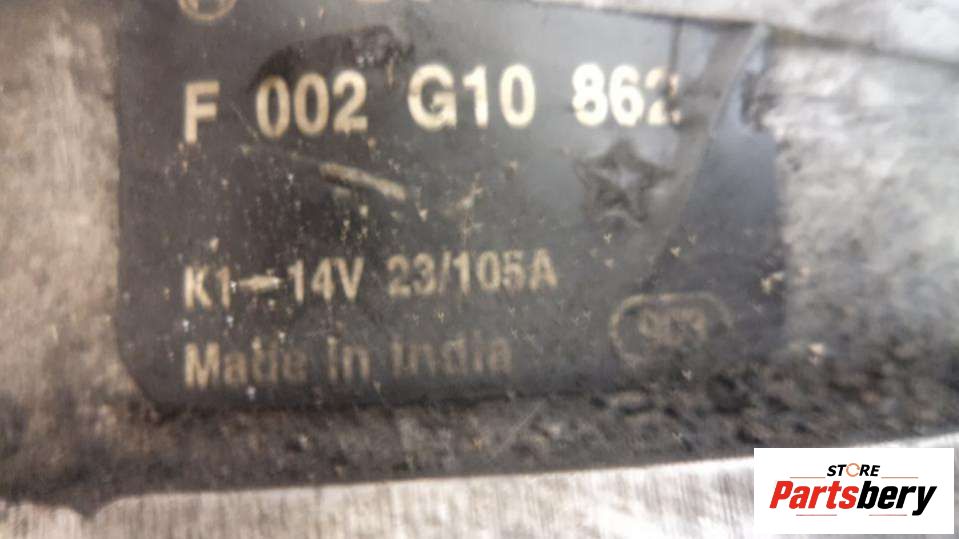 F 002 G10 862
K1 14V 23/105A
Made in India
STORE
Partsbery